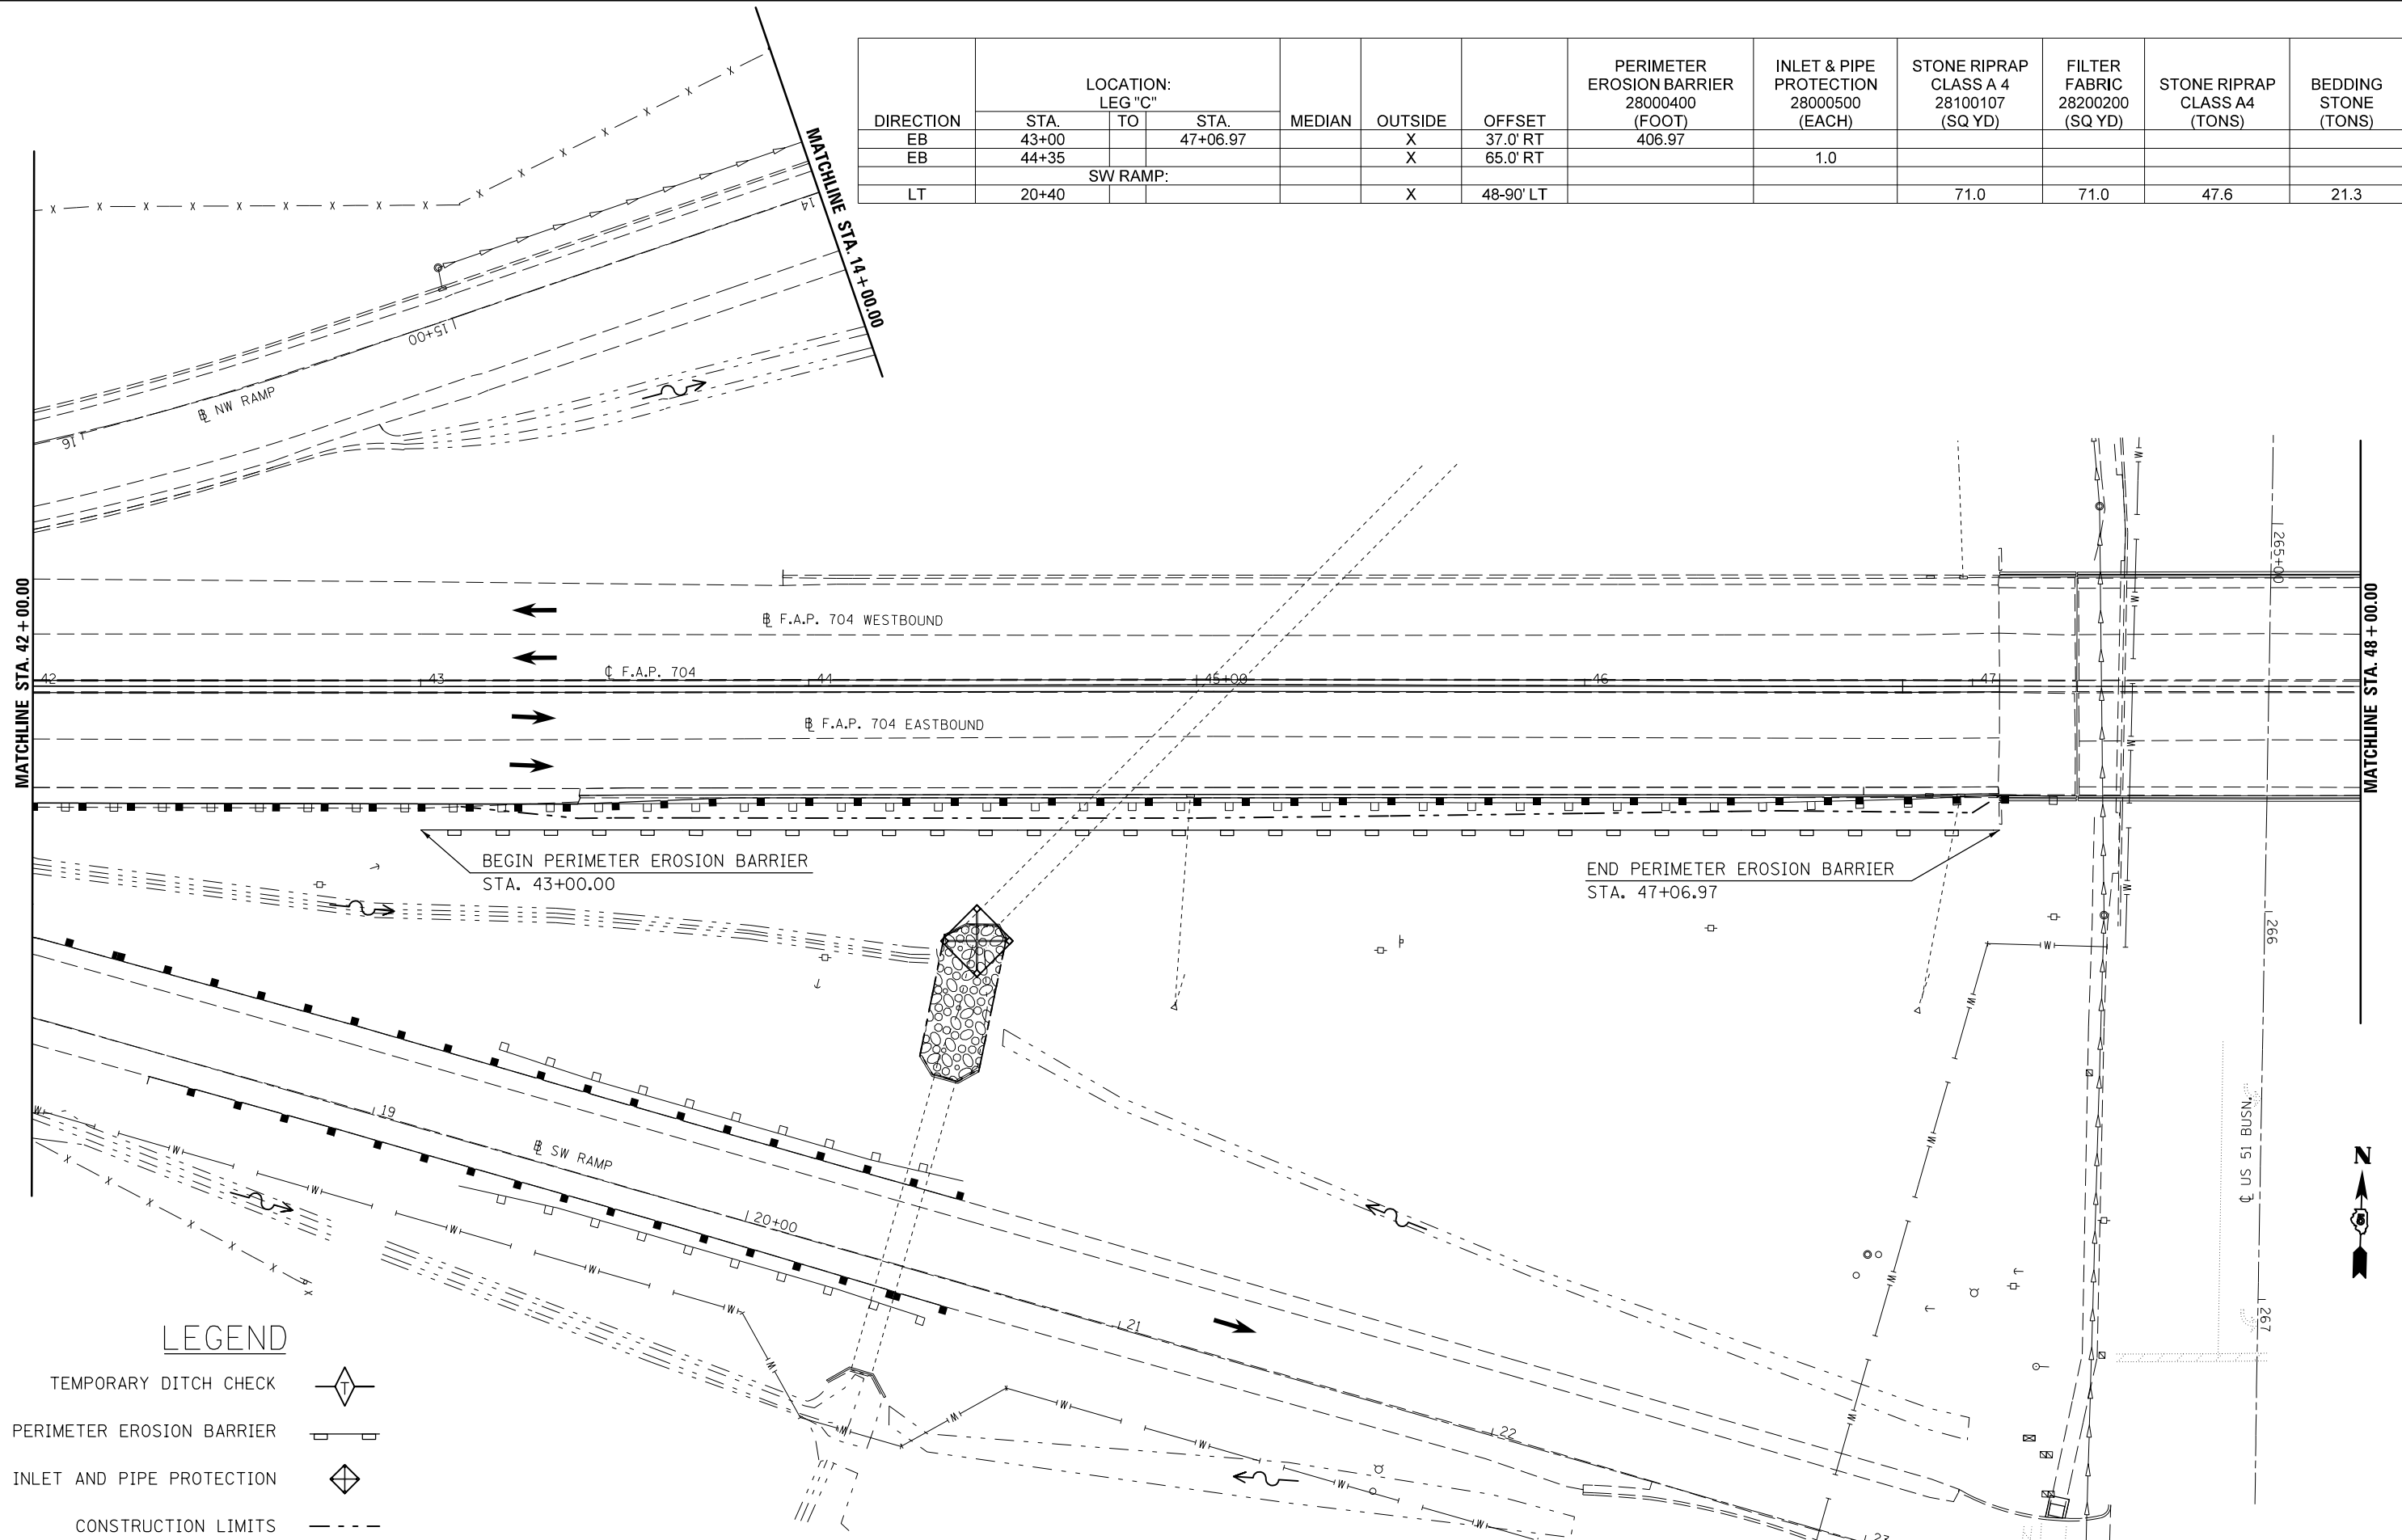 DIRECTION LOCATION: LEG "C" STA. TO STA. MEDIAN OUTSIDE OFFSET PERIMETER EROSION BARRIER 28000400 (FOOT) INLET & PIPE PROTECTION 28000500 (EACH) STONE RIPRAP CLASS A 4 28100107 (SQ YD) FILTER FABRIC 28200200 (SQ YD) STONE RIPRAP CLASS A4 (TONS) BEDDING STONE (TONS)
EB 43+00 47+06.97 X 37.0' RT 406.97
EB 44+35 X 65.0' RT 1.0
SW RAMP:
LT 20+40 X 48-90' LT 71.0 71.0 47.6 21.3
MATCHLINE STA. 14 + 00.00
14
15+00
℄ NW RAMP
16
MATCHLINE STA. 42 + 00.00
265+00
MATCHLINE STA. 48 + 00.00
℄ F.A.P. 704 WESTBOUND
℄ F.A.P. 704
42 43 44 45+00 46 47
℄ F.A.P. 704 EASTBOUND
BEGIN PERIMETER EROSION BARRIER
STA. 43+00.00
END PERIMETER EROSION BARRIER
STA. 47+06.97
266
19
℄ SW RAMP
20+00
21
22
23
℄ US 51 BUSN.
267
N
LEGEND
TEMPORARY DITCH CHECK T
PERIMETER EROSION BARRIER
INLET AND PIPE PROTECTION
CONSTRUCTION LIMITS